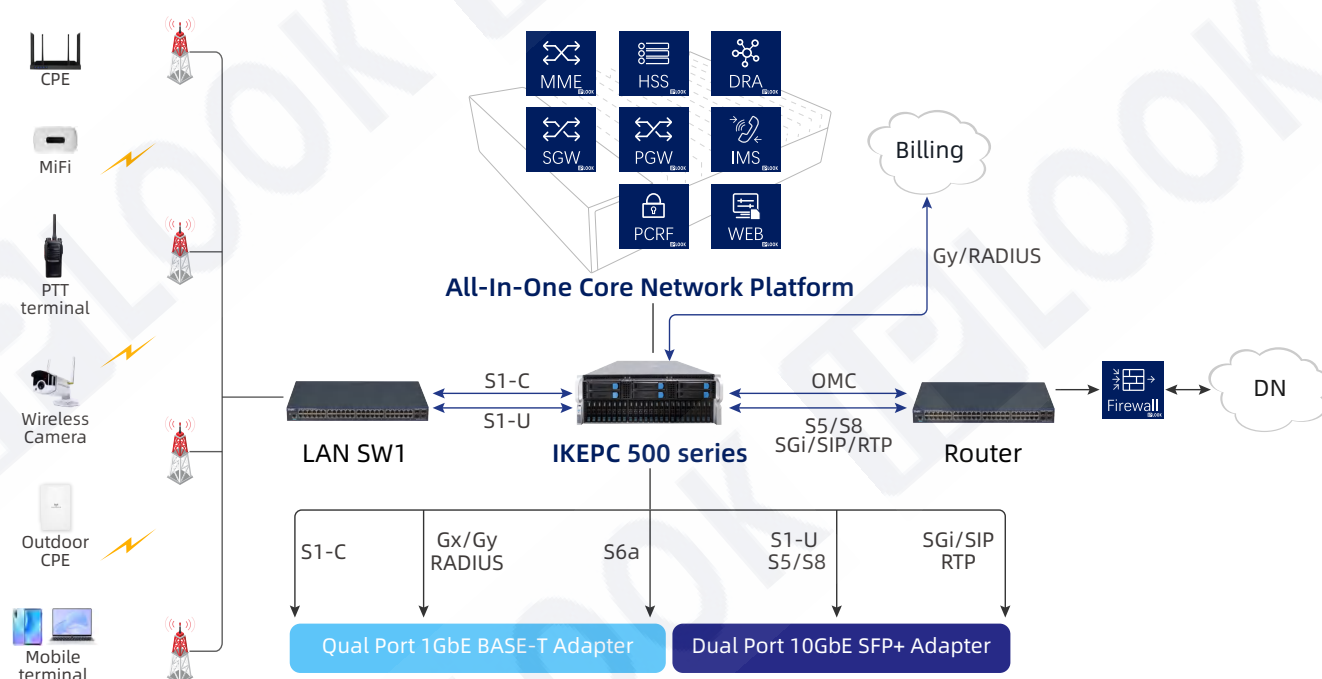 CPE
MiFi
PTT
terminal
Wireless
Camera
Outdoor
CPE
Mobile
terminal
MME
HSS
DRA
SGW
PGW
IMS
PCRF
WEB
All-In-One Core Network Platform
Billing
Gy/RADIUS
LAN SW1
S1-C
S1-U
IKEPC 500 series
OMC
S5/S8
SGi/SIP/RTP
Router
Firewall
DN
S1-C
Gx/Gy
RADIUS
S6a
S1-U
S5/S8
SGi/SIP
RTP
Qual Port 1GbE BASE-T Adapter
Dual Port 10GbE SFP+ Adapter
IPLOOK